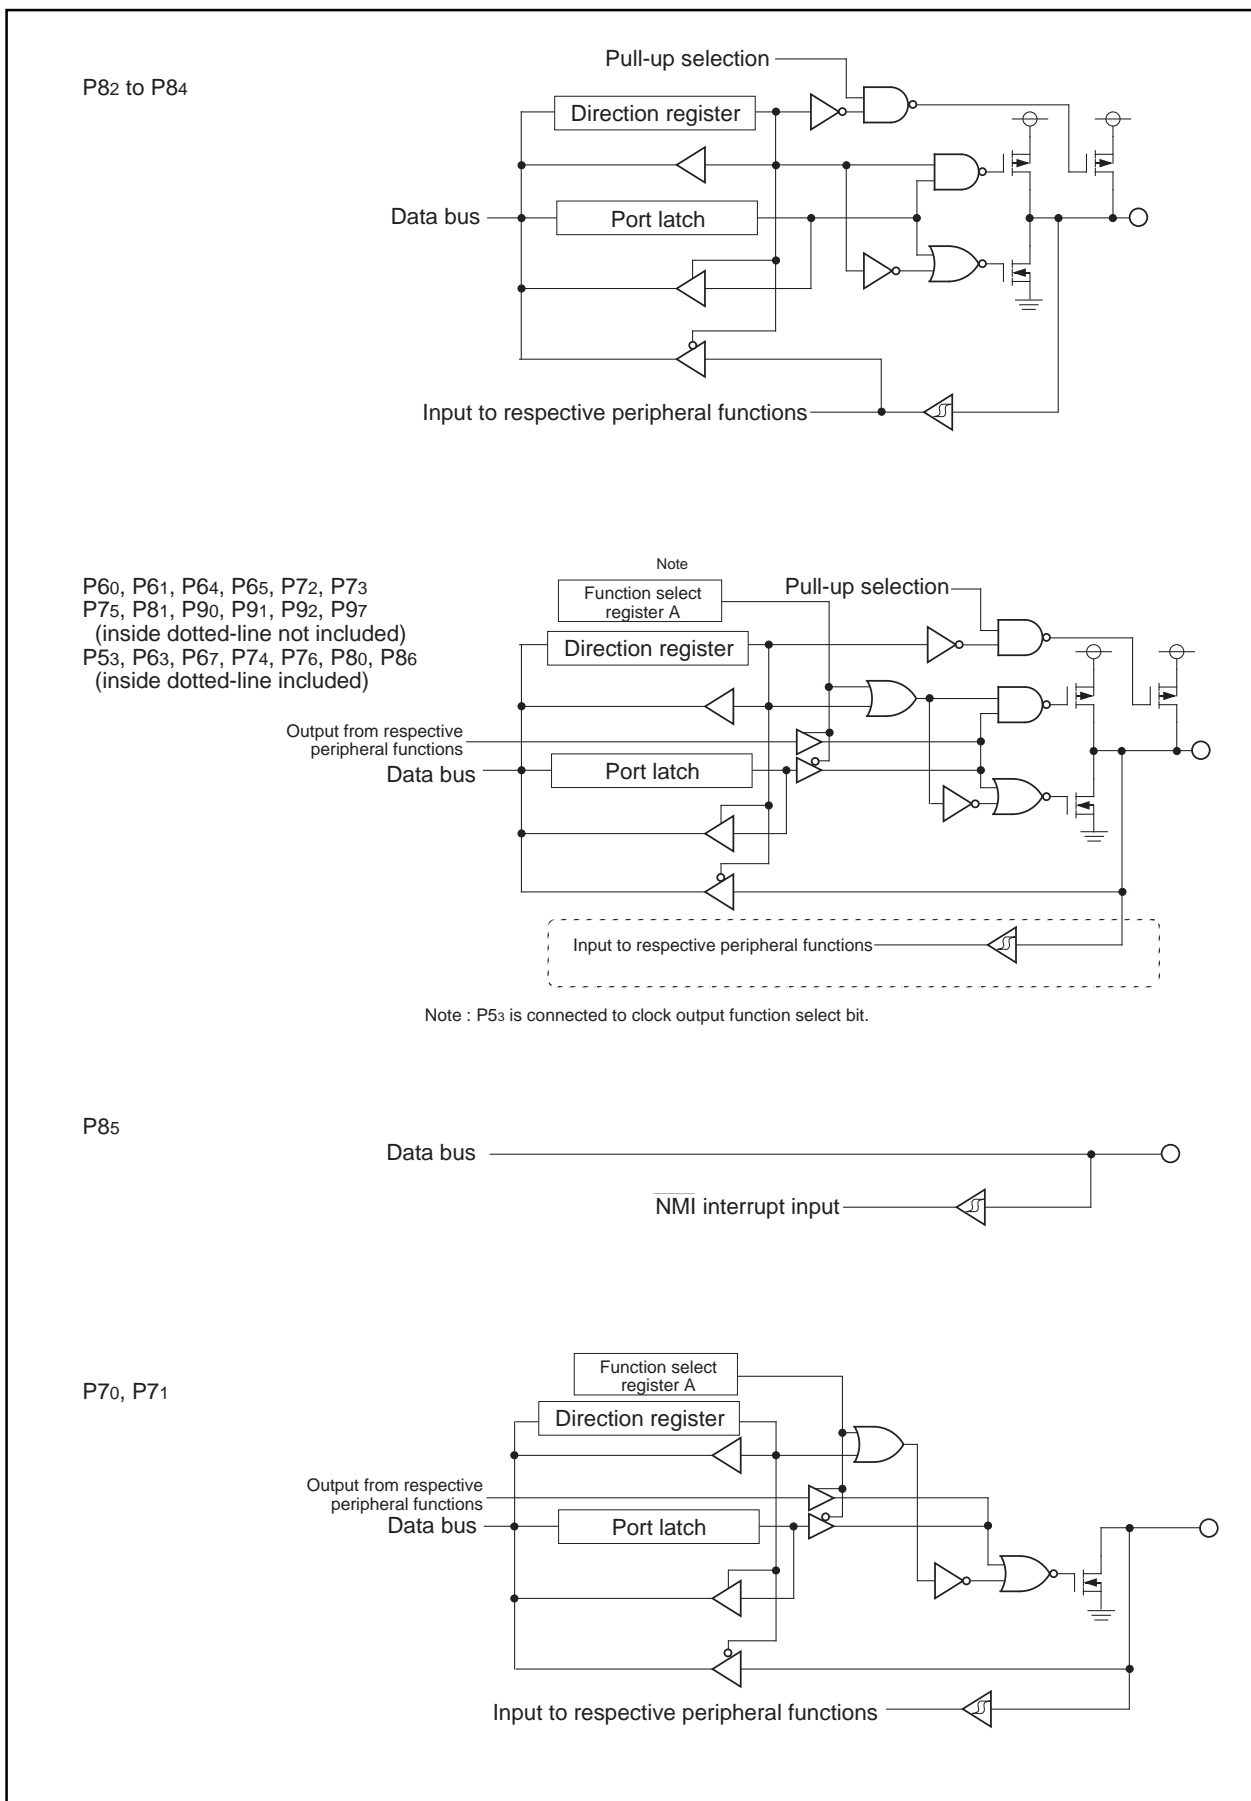 P82 to P84
Pull-up selection
Direction register
Data bus
Port latch
Input to respective peripheral functions
P60, P61, P64, P65, P72, P73
P75, P81, P90, P91, P92, P97
(inside dotted-line not included)
P53, P63, P67, P74, P76, P80, P86
(inside dotted-line included)
Note
Function select
register A
Pull-up selection
Direction register
Output from respective
peripheral functions
Data bus
Port latch
Input to respective peripheral functions
Note : P53 is connected to clock output function select bit.
P85
Data bus
NMI interrupt input
P70, P71
Function select
register A
Direction register
Output from respective
peripheral functions
Data bus
Port latch
Input to respective peripheral functions